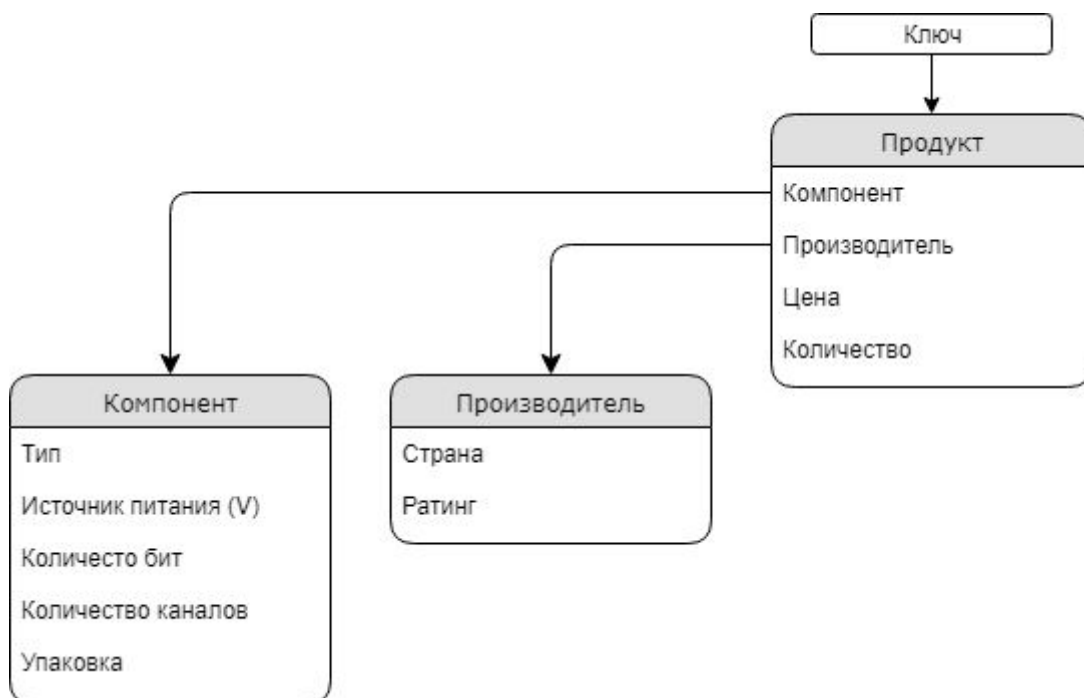 Ключ
Продукт
Компонент
Производитель
Цена
Количество
Компонент
Тип
Источник питания (V)
Количесто бит
Количество каналов
Упаковка
Производитель
Страна
Ратинг